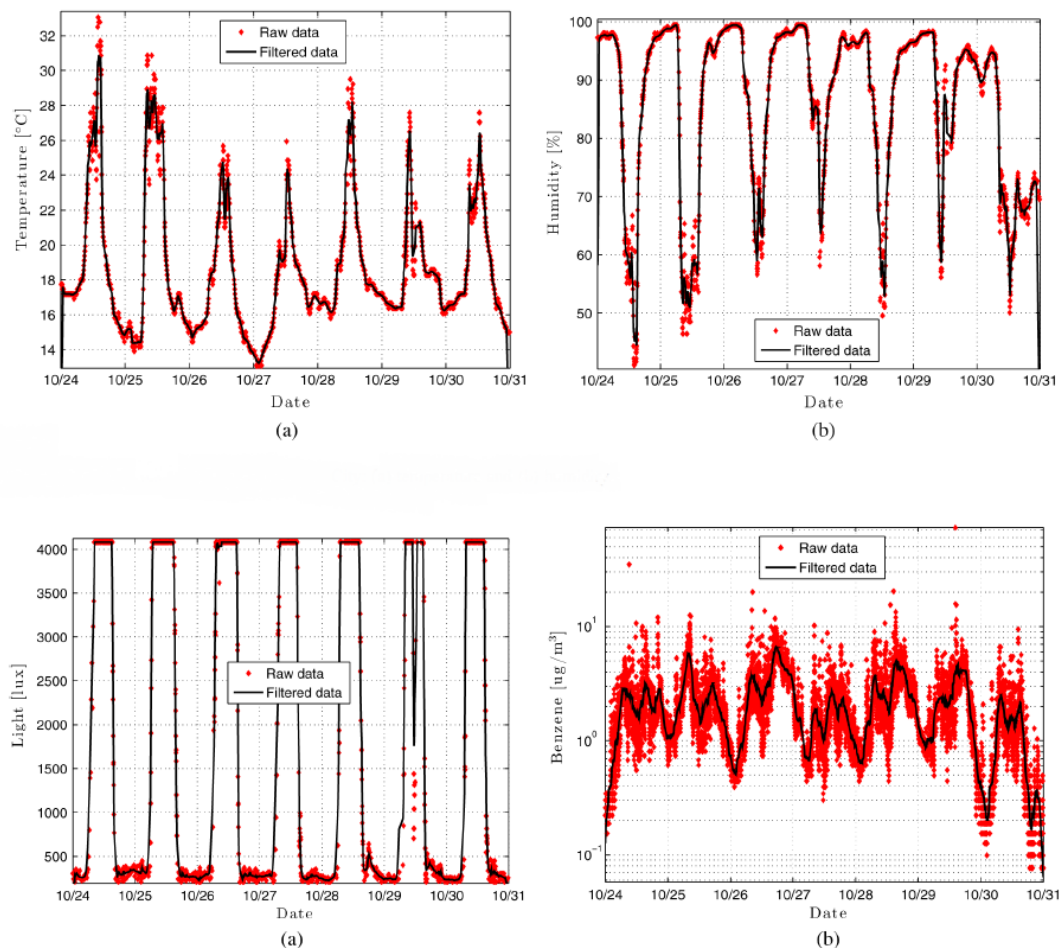 Raw data
Filtered data
32
30
28
26
24
22
20
18
16
14
Temperature [°C]
10/24 10/25 10/26 10/27 10/28 10/29 10/30 10/31
Date
(a)
Raw data
Filtered data
100
90
80
70
60
50
Humidity [%]
10/24 10/25 10/26 10/27 10/28 10/29 10/30 10/31
Date
(b)
Raw data
Filtered data
4000
3500
3000
2500
2000
1500
1000
500
Light [lux]
10/24 10/25 10/26 10/27 10/28 10/29 10/30 10/31
Date
(a)
Raw data
Filtered data
10¹
10⁰
10⁻¹
Benzene [ug/m³]
10/24 10/25 10/26 10/27 10/28 10/29 10/30 10/31
Date
(b)